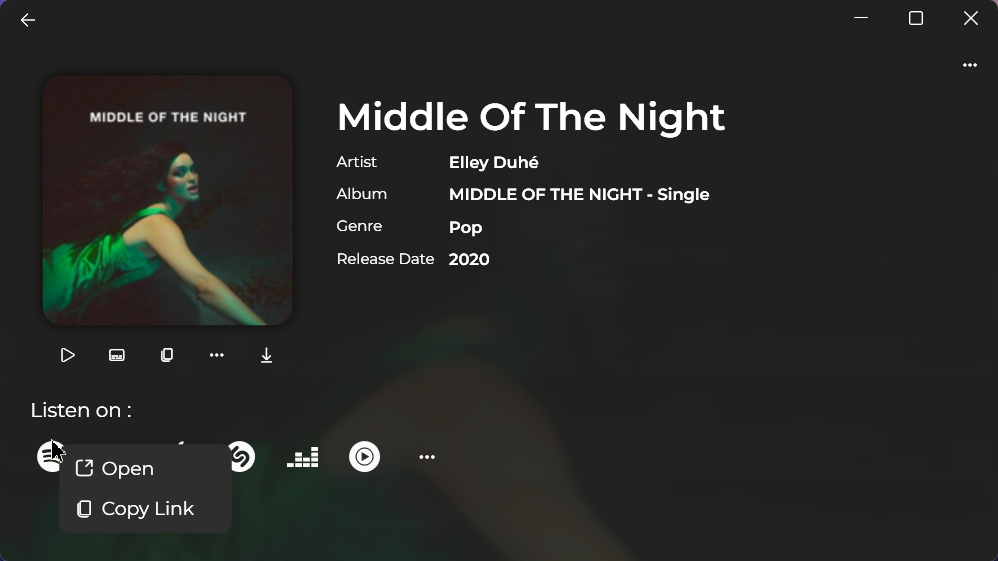 MIDDLE OF THE NIGHT
Middle Of The Night
Artist Elley Duhé
Album MIDDLE OF THE NIGHT - Single
Genre Pop
Release Date 2020
Listen on :
Open
Copy Link